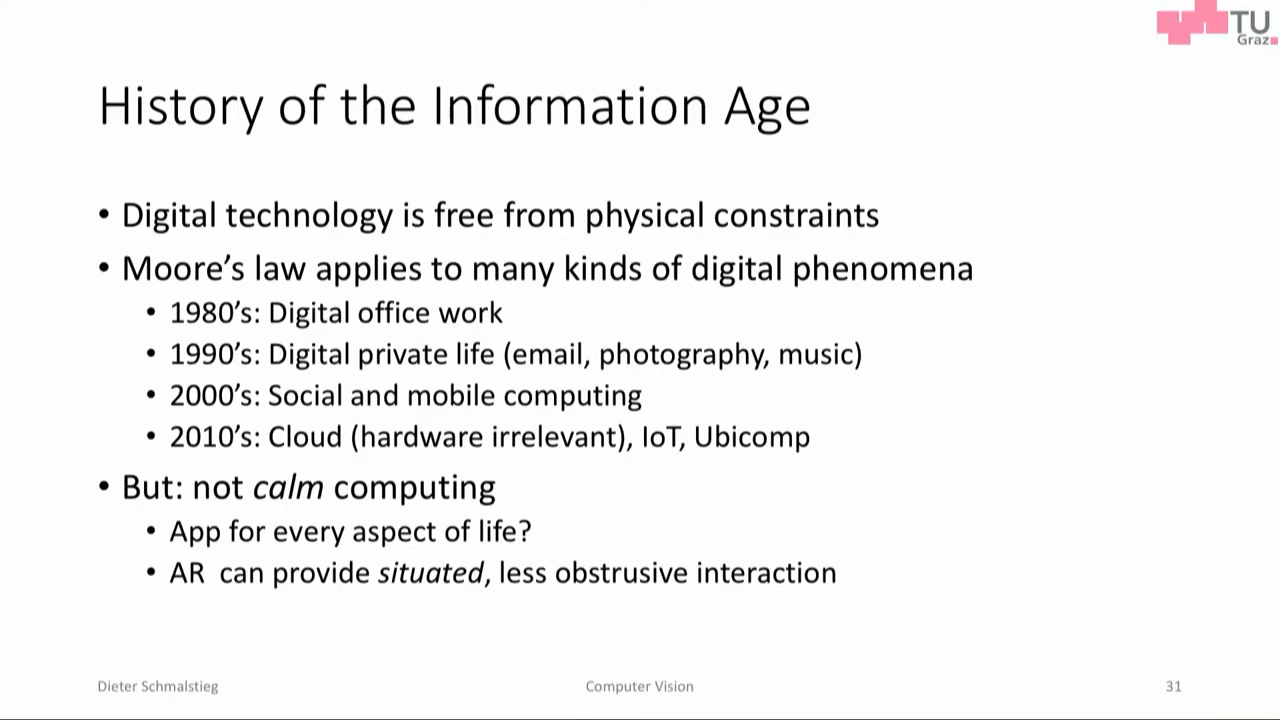 TU
Graz
History of the Information Age
• Digital technology is free from physical constraints
• Moore’s law applies to many kinds of digital phenomena
• 1980’s: Digital office work
• 1990’s: Digital private life (email, photography, music)
• 2000’s: Social and mobile computing
• 2010’s: Cloud (hardware irrelevant), IoT, Ubicomp
• But: not calm computing
• App for every aspect of life?
• AR  can provide situated, less obstrusive interaction
Dieter Schmalstieg
Computer Vision
31